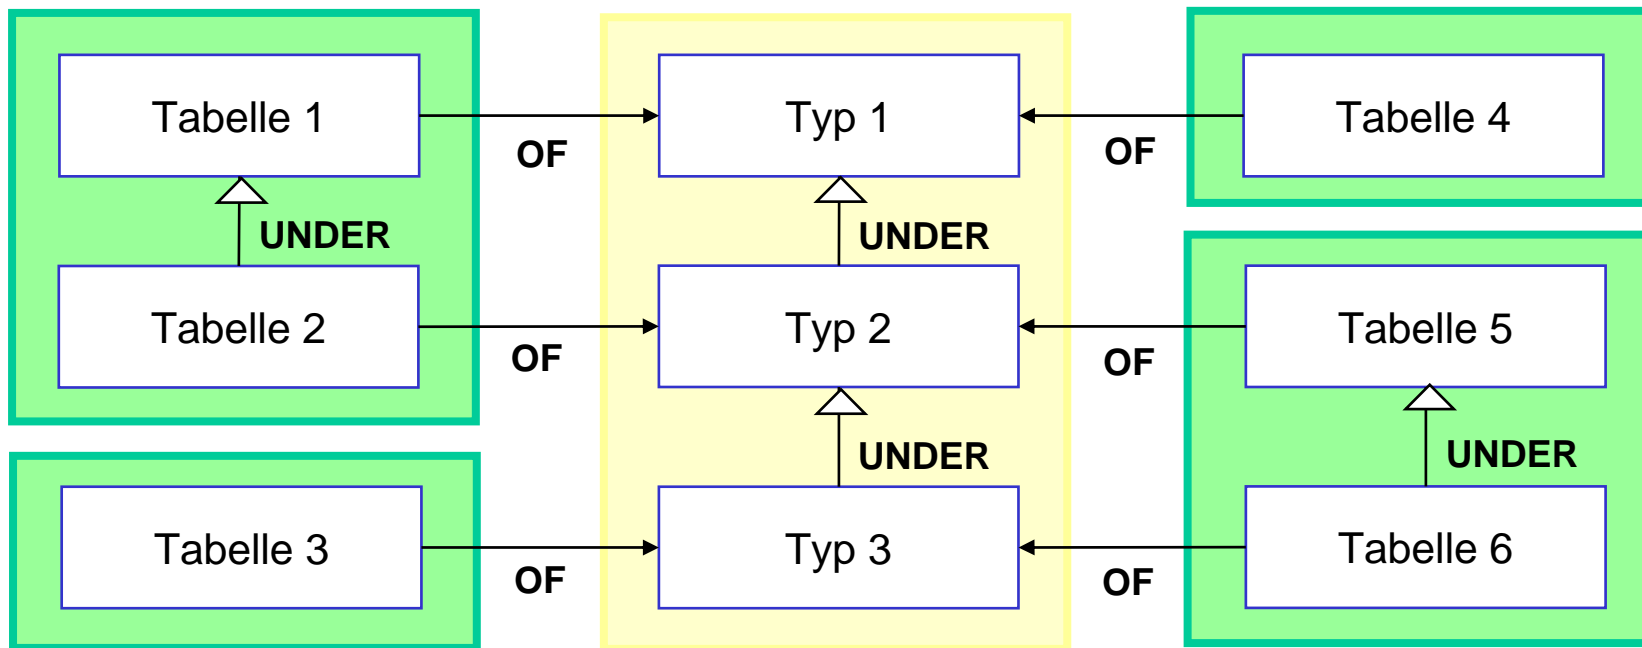 Tabelle 1
OF
Typ 1
OF
Tabelle 4
UNDER
UNDER
Tabelle 2
OF
Typ 2
OF
Tabelle 5
UNDER
UNDER
Tabelle 3
OF
Typ 3
OF
Tabelle 6